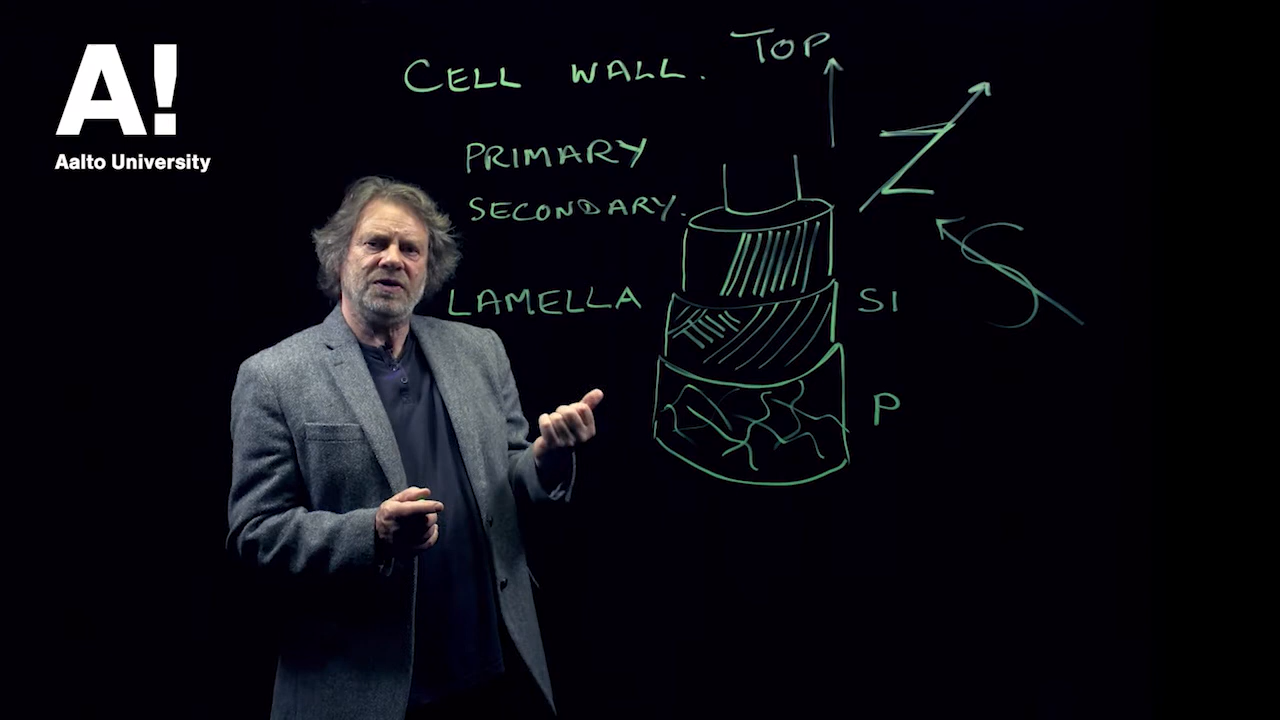 A!
Aalto University
CELL WALL.
TOP
PRIMARY
SECONDARY.
LAMELLA
Z
S
S1
P